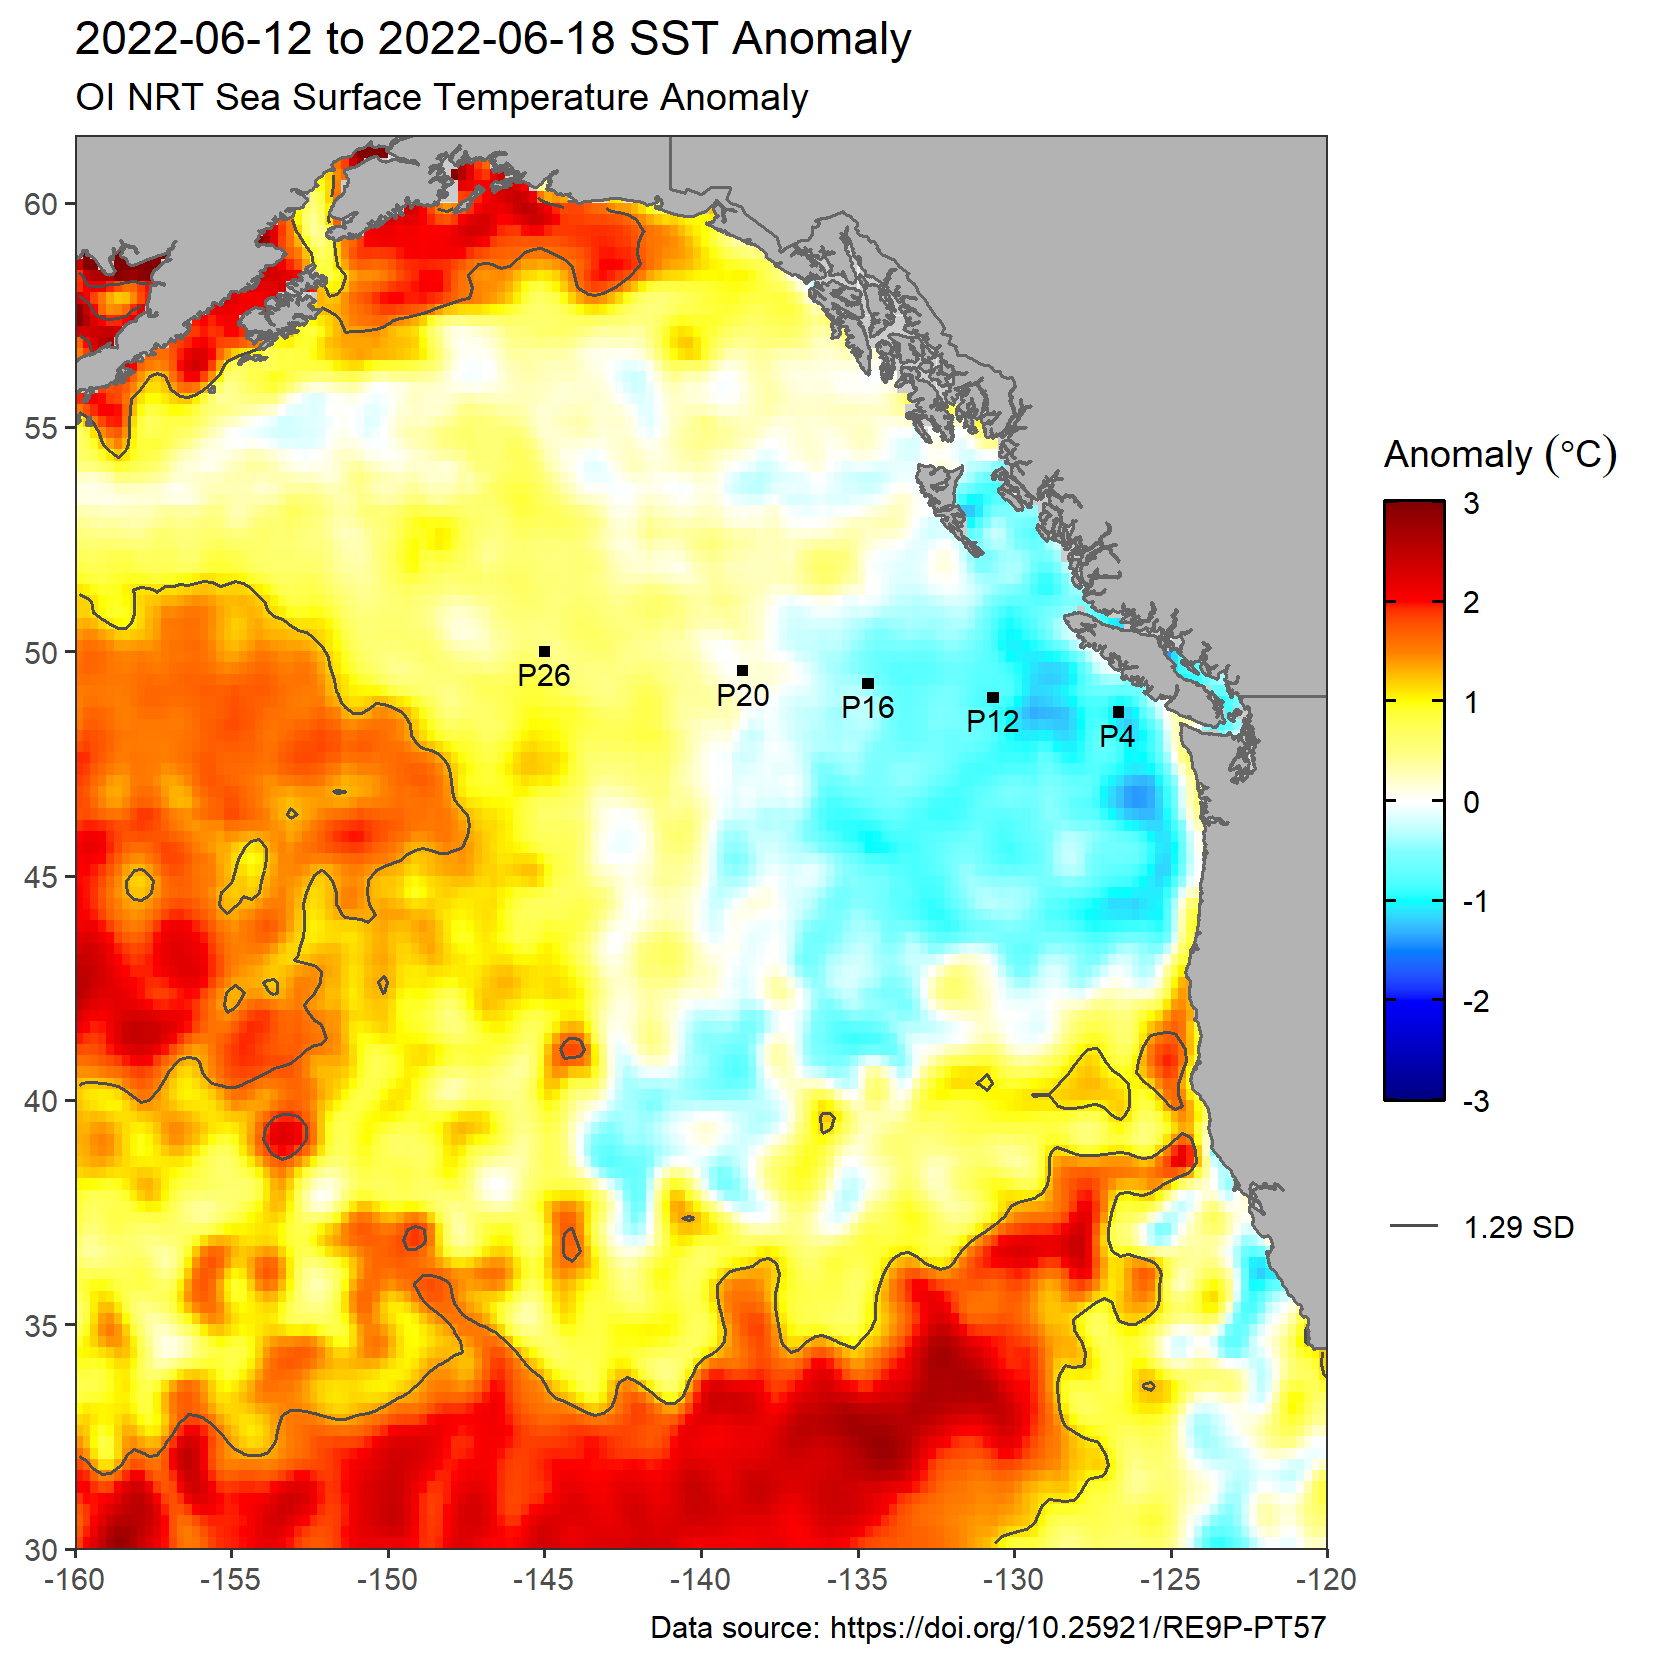 2022-06-12 to 2022-06-18 SST Anomaly
OI NRT Sea Surface Temperature Anomaly
60
55
50
45
40
35
30
-160
-155
-150
-145
-140
-135
-130
-125
-120
P26
P20
P16
P12
P4
Anomaly (°C)
3
2
1
0
-1
-2
-3
1.29 SD
Data source: https://doi.org/10.25921/RE9P-PT57